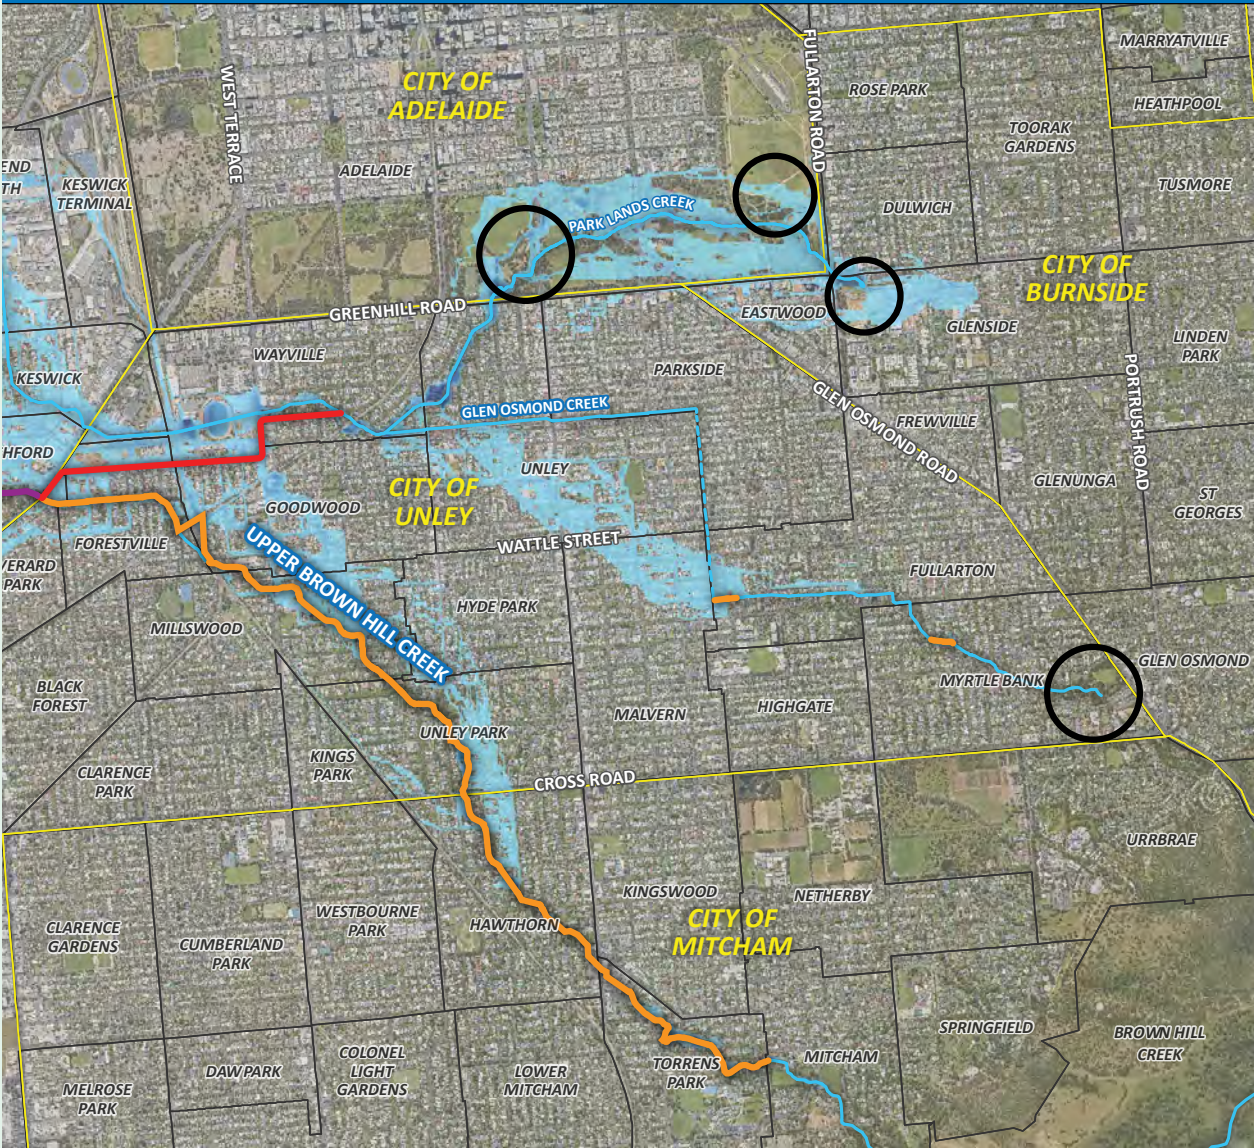 MARRYATVILLE
FULLARTON ROAD
CITY OF
ADELAIDE
WEST TERRACE
ROSE PARK
HEATHPOOL
TOORAK
GARDENS
ADELAIDE
END
TH
KESWICK
TERMINAL
TUSMORE
DULWICH
PARK LANDS CREEK
CITY OF
BURNSIDE
GREENHILL ROAD
EASTWOOD
GLENSIDE
LINDEN
PARK
WAYVILLE
KESWICK
PARKSIDE
PORTRUSH ROAD
GLEN OSMOND CREEK
GLEN OSMOND ROAD
FREWVILLE
HFORD
UNLEY
GLENUNGA
CITY OF
UNLEY
ST
GEORGES
GOODWOOD
FORESTVILLE
WATTLE STREET
VERARD
PARK
UPPER BROWN HILL CREEK
FULLARTON
HYDE PARK
MILLSWOOD
GLEN OSMOND
MYRTLE BANK
BLACK
FOREST
MALVERN
HIGHGATE
UNLEY PARK
KINGS
PARK
CLARENCE
PARK
CROSS ROAD
URRBRAE
KINGSWOOD
NETHERBY
WESTBOURNE
PARK
HAWTHORN
CITY OF
MITCHAM
CLARENCE
GARDENS
CUMBERLAND
PARK
SPRINGFIELD
BROWN HILL
CREEK
COLONEL
LIGHT
GARDENS
MITCHAM
DAW PARK
TORRENS
PARK
LOWER
MITCHAM
MELROSE
PARK